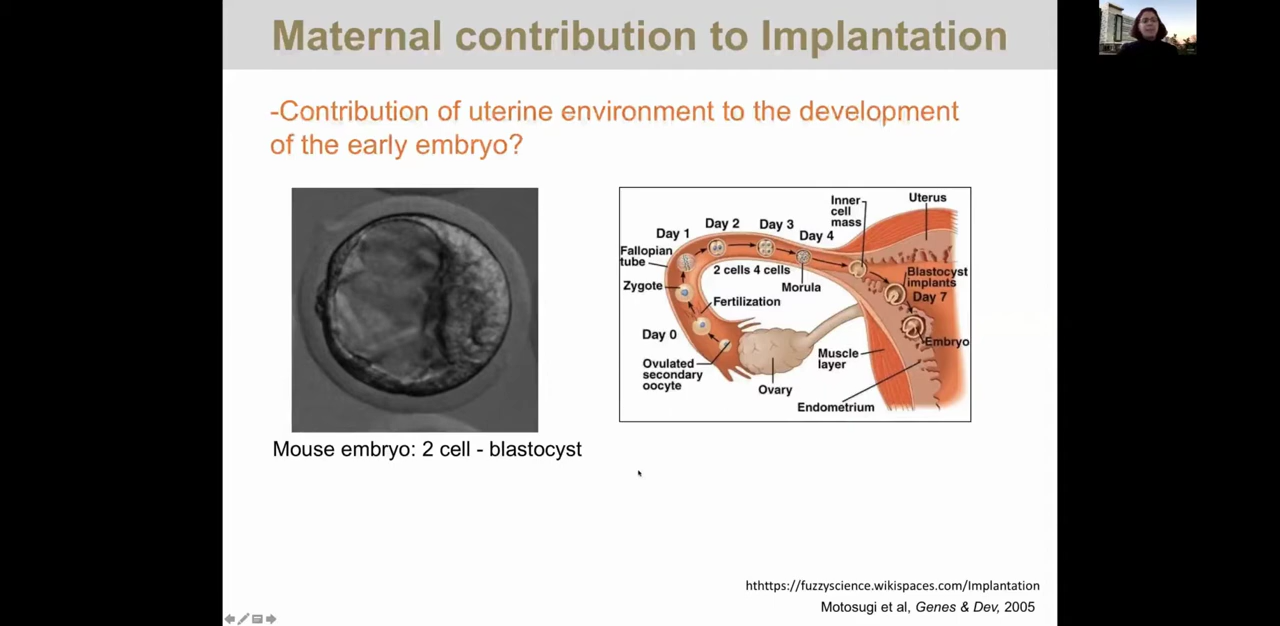 Maternal contribution to Implantation
-Contribution of uterine environment to the development
of the early embryo?
Mouse embryo: 2 cell - blastocyst
Inner
cell
mass
Uterus
Day 1
Day 2
Day 3
Day 4
Fallopian
tube
2 cells 4 cells
Morula
Blastocyst
implants
Day 7
Zygote
Fertilization
Day 0
Embryo
Muscle
layer
Ovulated
secondary
oocyte
Ovary
Endometrium
hthttps://fuzzyscience.wikispaces.com/Implantation
Motosugi et al, Genes & Dev, 2005